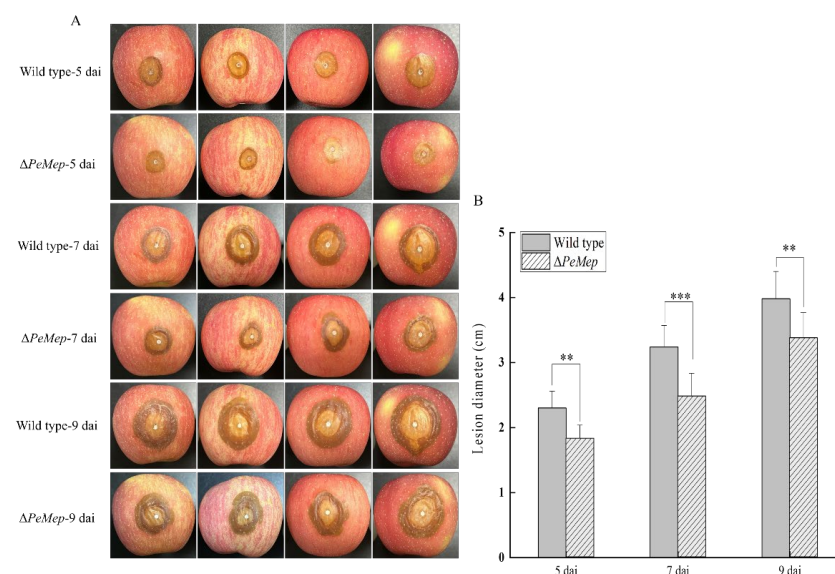 A
Wild type-5 dai
ΔPeMep-5 dai
Wild type-7 dai
ΔPeMep-7 dai
Wild type-9 dai
ΔPeMep-9 dai
B
Wild type
ΔPeMep
**
***
**
5
4
3
2
1
0
Lesion diameter (cm)
5 dai
7 dai
9 dai